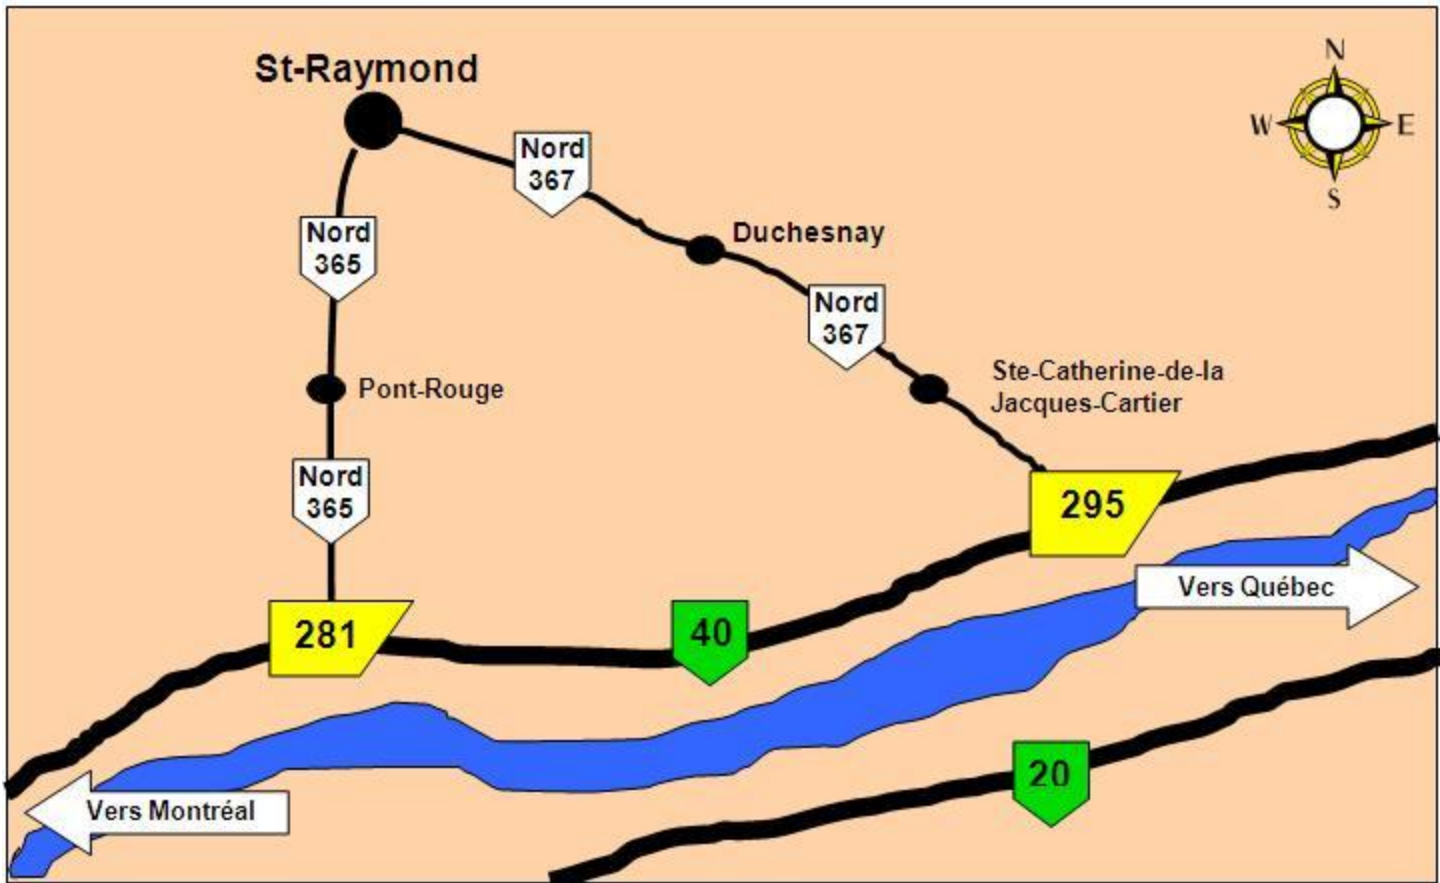 St-Raymond
N
W
E
S
Nord
367
Nord
365
Duchesnay
Nord
367
Pont-Rouge
Ste-Catherine-de-la
Jacques-Cartier
Nord
365
295
281
40
Vers Québec
20
Vers Montréal